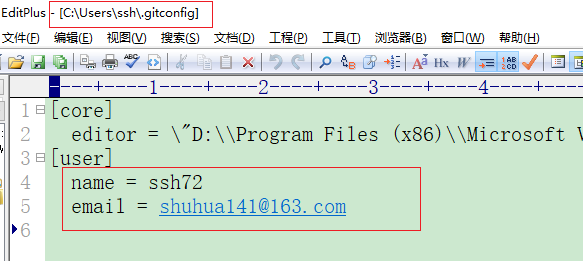 EditPlus - [C:\Users\ssh\.gitconfig]
文件(F) 编辑(E) 视图(V) 搜索(S) 文档(D) 工程(P) 工具(T) 浏览器(B) 窗口(W) 帮助(H)
----+----1----+----2----+----3----+----4----+-
1 [core]
2 editor = \"D:\\Program Files (x86)\\Microsoft V
3 [user]
4 name = ssh72
5 email = shuhua141@163.com
6